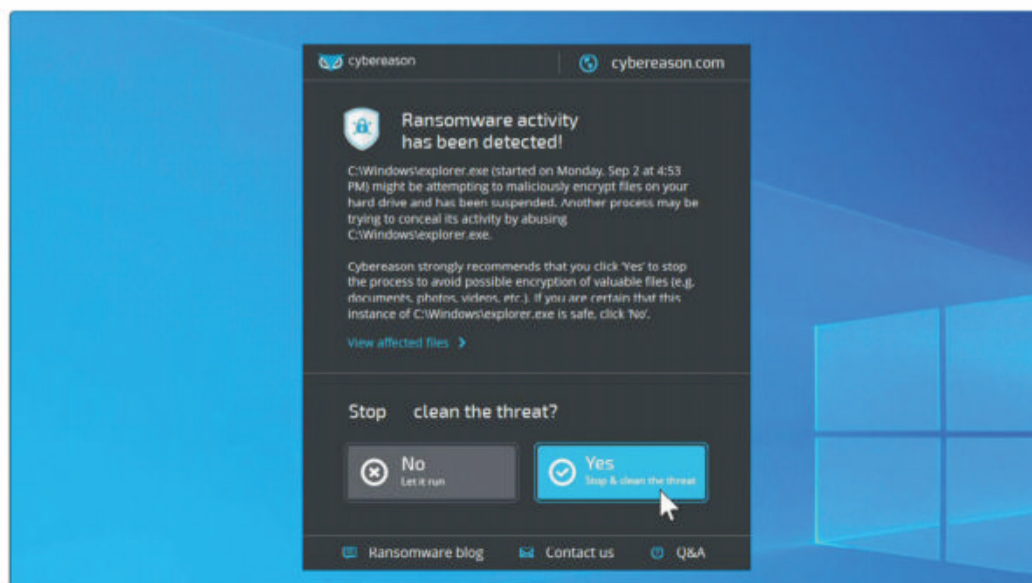 cybereason
cybereason.com
Ransomware activity
has been detected!
C:\Windows\explorer.exe (started on Monday, Sep 2 at 4:53
PM) might be attempting to maliciously encrypt files on your
hard drive and has been suspended. Another process may be
trying to conceal its activity by abusing
C:\Windows\explorer.exe.
Cybereason strongly recommends that you click 'Yes' to stop
the process to avoid possible encryption of valuable files (e.g.
documents, photos, videos, etc.). If you are certain that this
instance of C:\Windows\explorer.exe is safe, click 'No'.
View affected files
Stop clean the threat?
No
Let it run
Yes
Stop & clean the threat
Ransomware blog
Contact us
Q&A